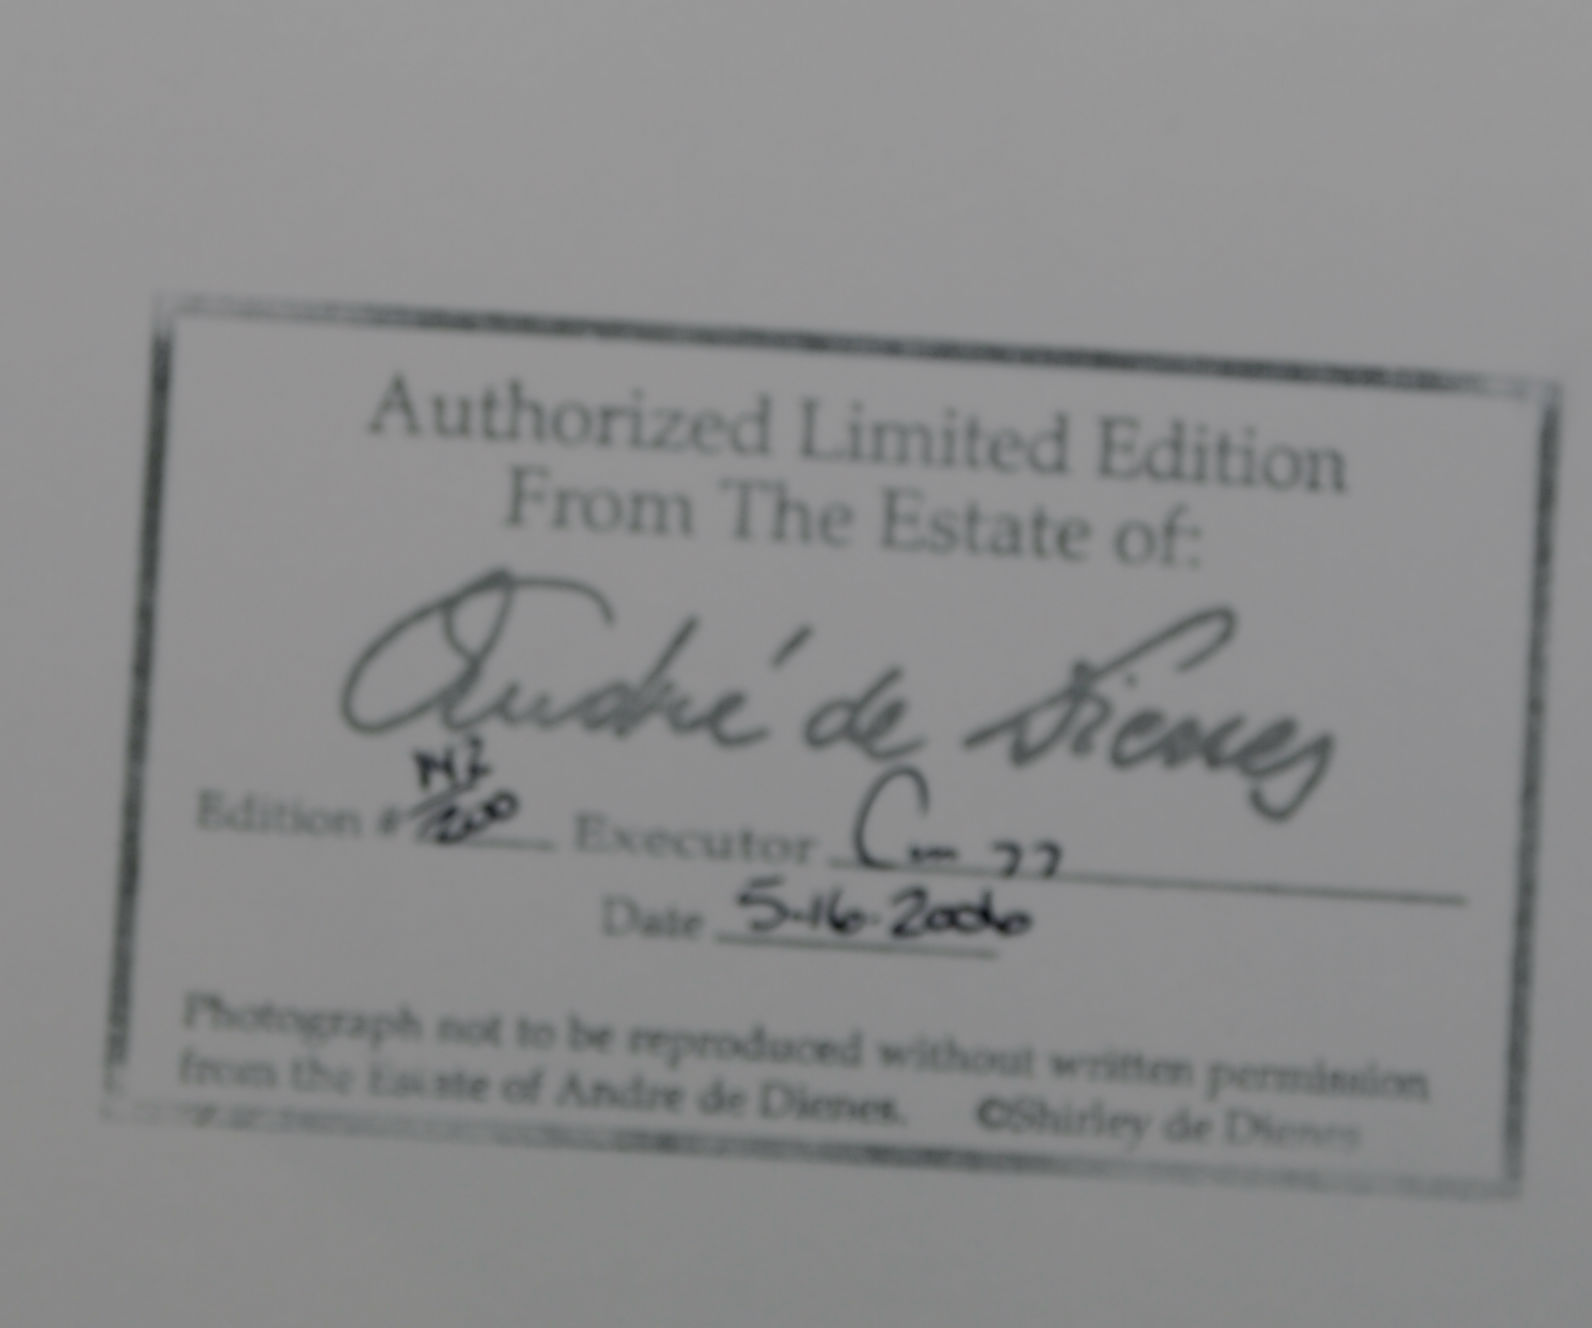 Authorized Limited Edition
From The Estate of:
André de Dienes
Edition # /200 Executor
Date 5-16-2006
Photograph not to be reproduced without written permission
from the Estate of Andre de Dienes. ©Shirley de Dienes